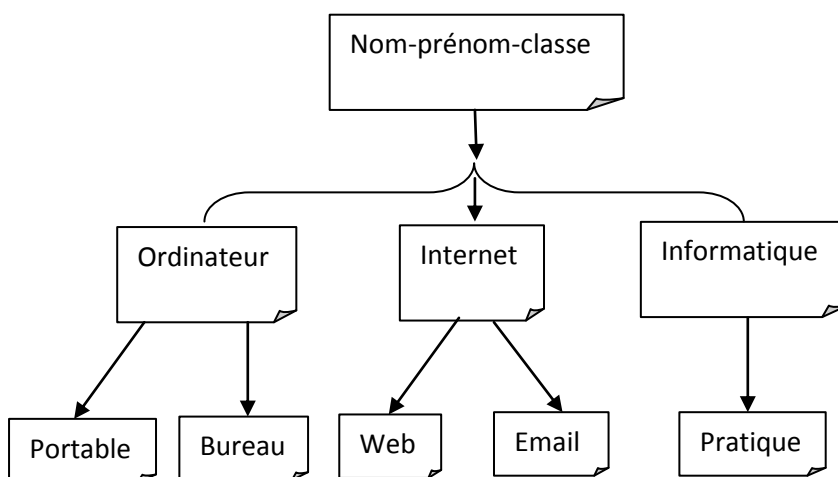 Nom-prénom-classe
Ordinateur
Internet
Informatique
Portable
Bureau
Web
Email
Pratique